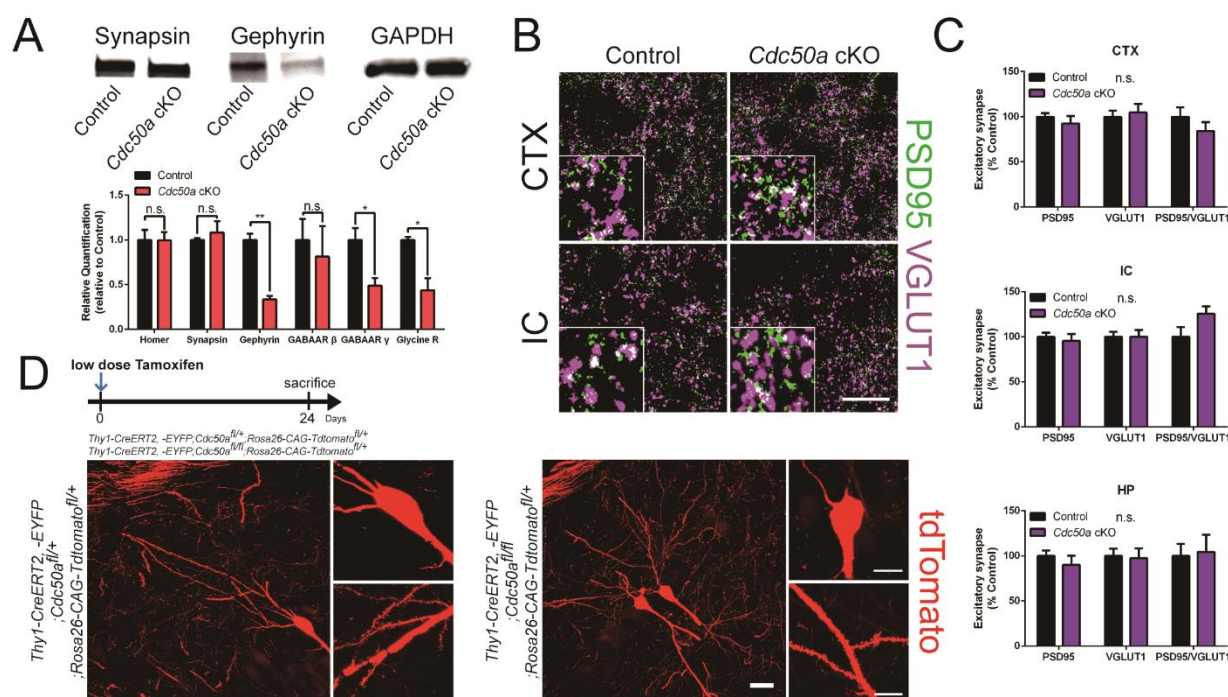 A
Synapsin
Gephyrin
GAPDH
Control
Cdc50a cKO
Control
Cdc50a cKO
Control
Cdc50a cKO
Control
Cdc50a cKO
Relative Quantification
(relative to Control)
1.5
1.0
0.5
0.0
n.s.
n.s.
**
n.s.
*
*
Homer
Synapsin
Gephyrin
GABAAR β
GABAAR γ
Glycine R
B
Control
Cdc50a cKO
CTX
IC
PSD95 VGLUT1
C
CTX
Control
Cdc50a cKO
n.s.
Excitatory synapse
(% Control)
150
100
50
0
PSD95
VGLUT1
PSD95/VGLUT1
IC
Control
Cdc50a cKO
n.s.
Excitatory synapse
(% Control)
150
100
50
0
PSD95
VGLUT1
PSD95/VGLUT1
HP
Control
Cdc50a cKO
n.s.
Excitatory synapse
(% Control)
150
100
50
0
PSD95
VGLUT1
PSD95/VGLUT1
D
low dose Tamoxifen
sacrifice
0
24
Days
Thy1-CreERT2, -EYFP;Cdc50a^fl/+;Rosa26-CAG-Tdtomato^fl/+
Thy1-CreERT2, -EYFP;Cdc50a^fl/fl;Rosa26-CAG-Tdtomato^fl/+
Thy1-CreERT2, -EYFP
;Cdc50a^fl/+
;Rosa26-CAG-Tdtomato^fl/+
Thy1-CreERT2, -EYFP
;Cdc50a^fl/fl
;Rosa26-CAG-Tdtomato^fl/+
tdTomato